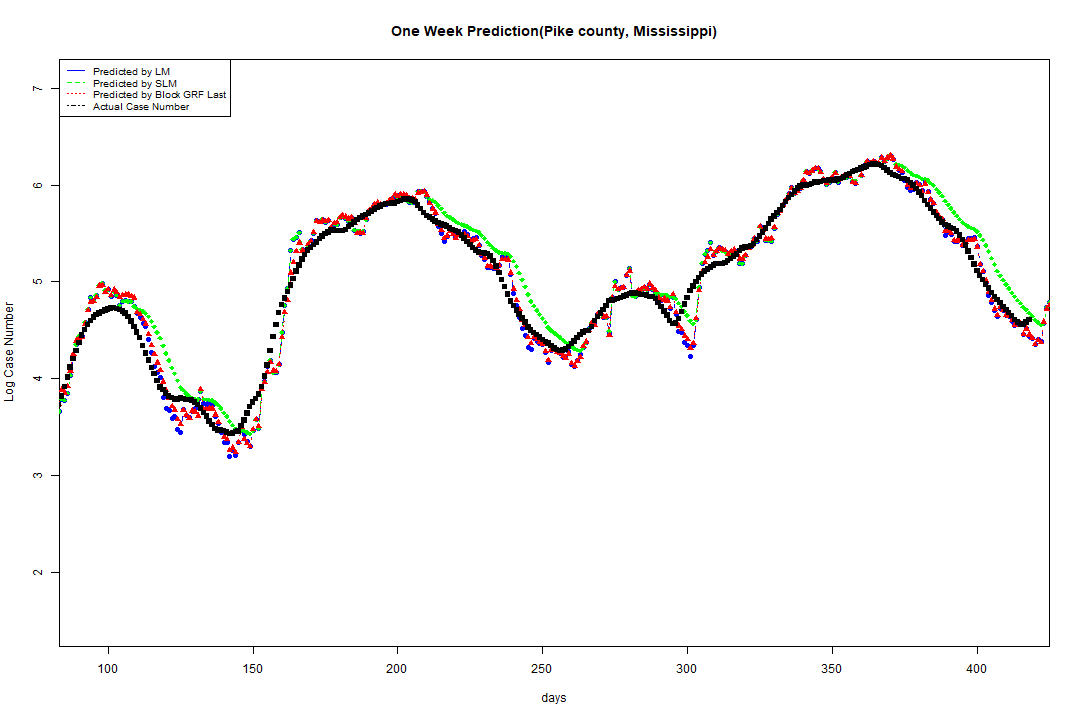 One Week Prediction(Pike county, Mississippi)
Predicted by LM
Predicted by SLM
Predicted by Block GRF Last
Actual Case Number
7
6
5
4
3
2
Log Case Number
100 150 200 250 300 350 400
days